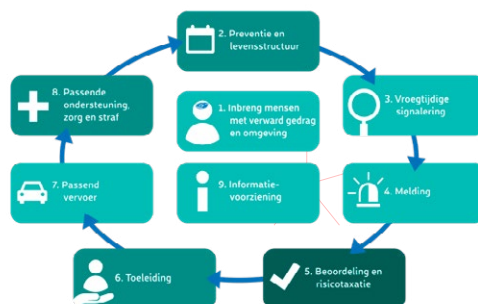 2. Preventie en
levensstructuur
8. Passende
ondersteuning,
zorg en straf
1. Inbreng mensen
met verward gedrag
en omgeving
3. Vroegtijdige
signalering
7. Passend
vervoer
9. Informatie-
voorziening
4. Melding
6. Toeleiding
5. Beoordeling en
risicotaxatie